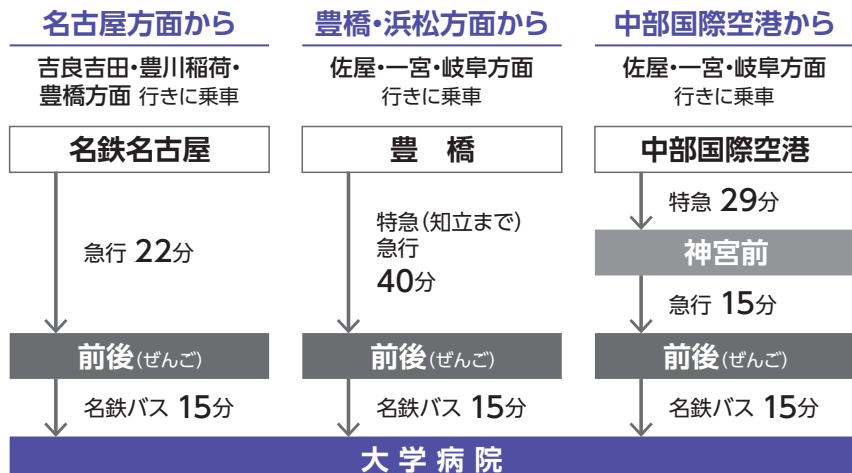 名古屋方面から
吉良吉田・豊川稲荷・
豊橋方面 行きに乗車
名鉄名古屋
急行 22分
前後(ぜんご)
名鉄バス 15分
豊橋・浜松方面から
佐屋・一宮・岐阜方面
行きに乗車
豊　橋
特急(知立まで)
急行
40分
前後(ぜんご)
名鉄バス 15分
中部国際空港から
佐屋・一宮・岐阜方面
行きに乗車
中部国際空港
特急 29分
神宮前
急行 15分
前後(ぜんご)
名鉄バス 15分
大学病院